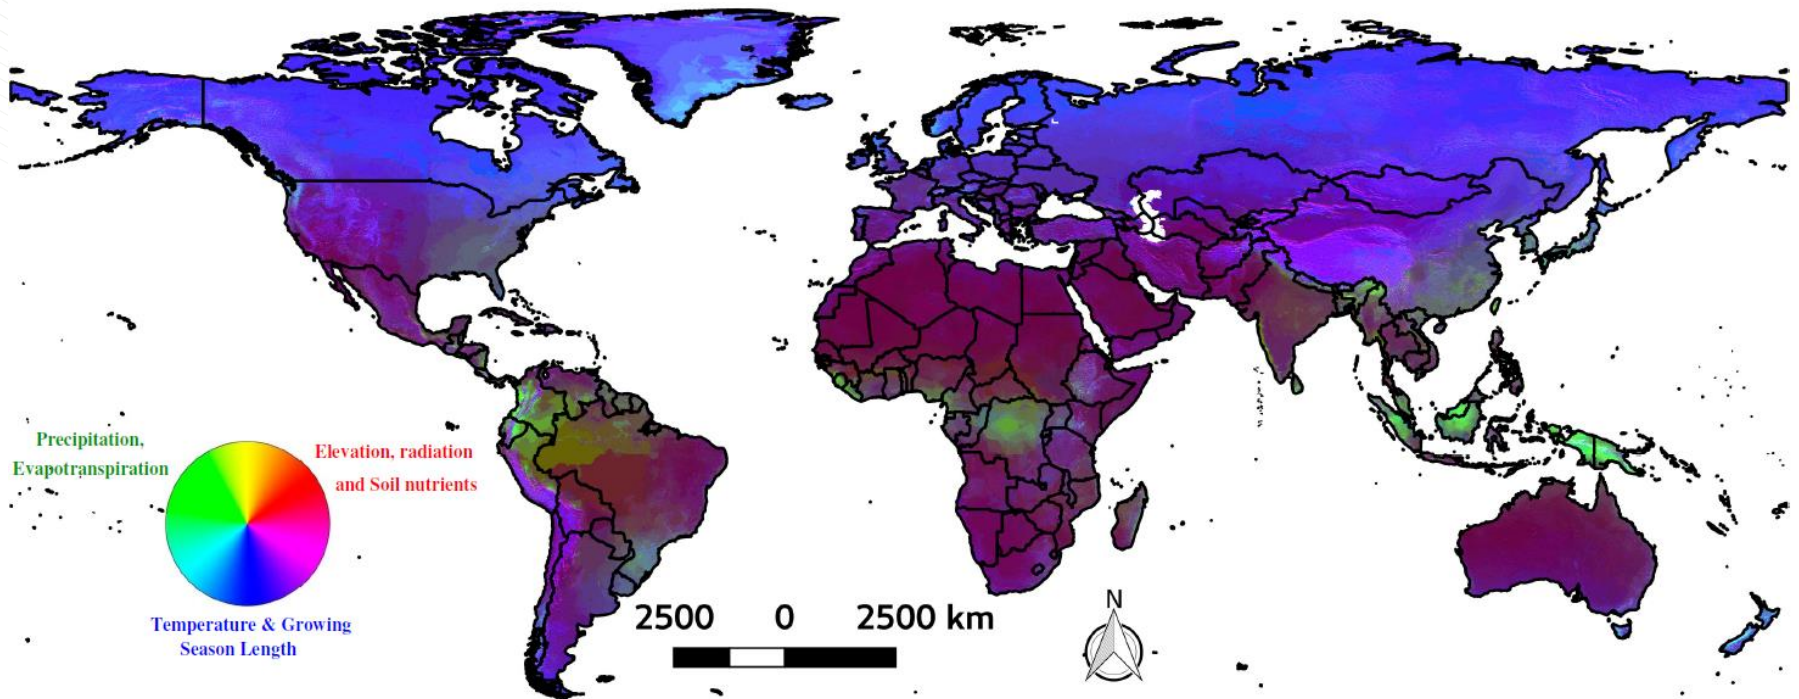 Precipitation,
Evapotranspiration
Elevation, radiation
and Soil nutrients
Temperature & Growing
Season Length
2500 0 2500 km
N